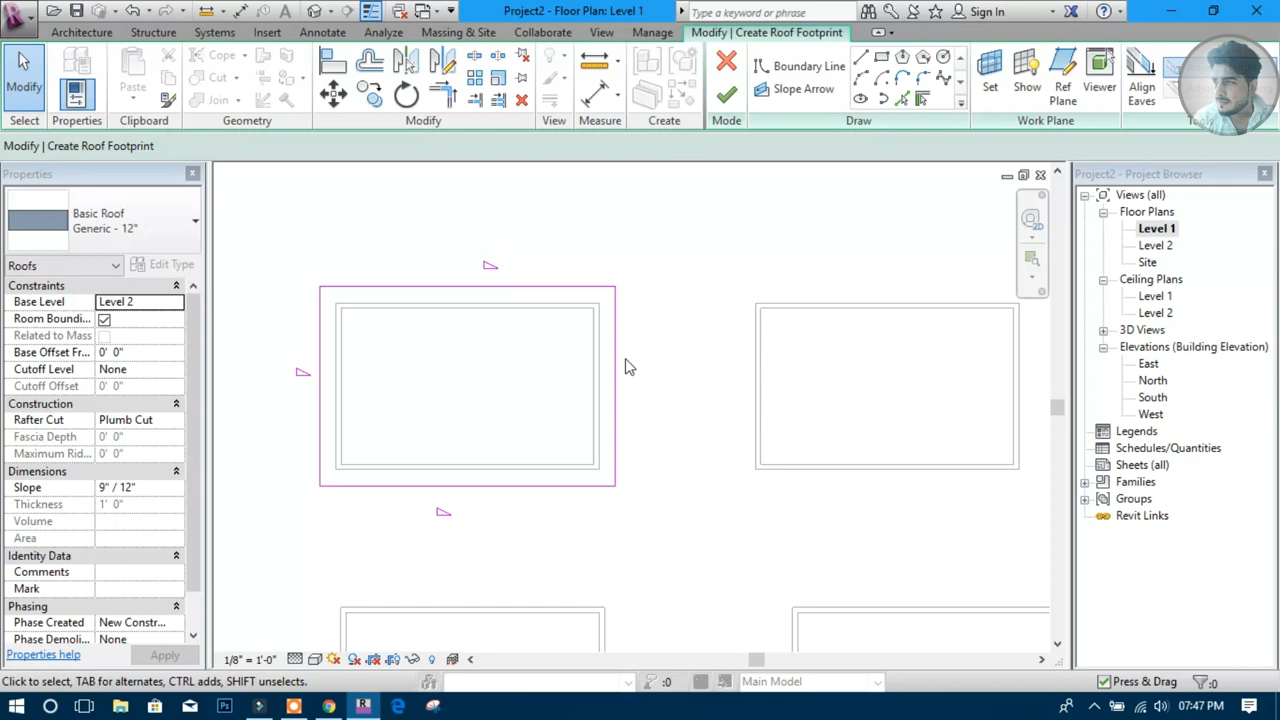 Project2 - Floor Plan: Level 1
Type a keyword or phrase
Sign In
Architecture Structure Systems Insert Annotate Analyze Massing & Site Collaborate View Manage Modify | Create Roof Footprint
Modify
Paste
Cope
Cut
Join
Boundary Line
Slope Arrow
Set
Show
Ref Plane
Viewer
Align Eaves
Select Properties Clipboard Geometry Modify View Measure Create Mode Draw Work Plane
Modify | Create Roof Footprint
Properties
Basic Roof
Generic - 12"
Roofs
Edit Type
Constraints
Base Level Level 2
Room Boundi...
Related to Mass
Base Offset Fr... 0' 0"
Cutoff Level None
Cutoff Offset 0' 0"
Construction
Rafter Cut Plumb Cut
Fascia Depth 0' 0"
Maximum Rid... 0' 0"
Dimensions
Slope 9" / 12"
Thickness 1' 0"
Volume
Area
Identity Data
Comments
Mark
Phasing
Phase Created New Constr...
Phase Demoli... None
Properties help
Apply
2D
1/8" = 1'-0"
Project2 - Project Browser
Views (all)
Floor Plans
Level 1
Level 2
Site
Ceiling Plans
Level 1
Level 2
3D Views
Elevations (Building Elevation)
East
North
South
West
Legends
Schedules/Quantities
Sheets (all)
Families
Groups
Revit Links
Click to select, TAB for alternates, CTRL adds, SHIFT unselects.
:0
Main Model
Press & Drag
:0
07:47 PM